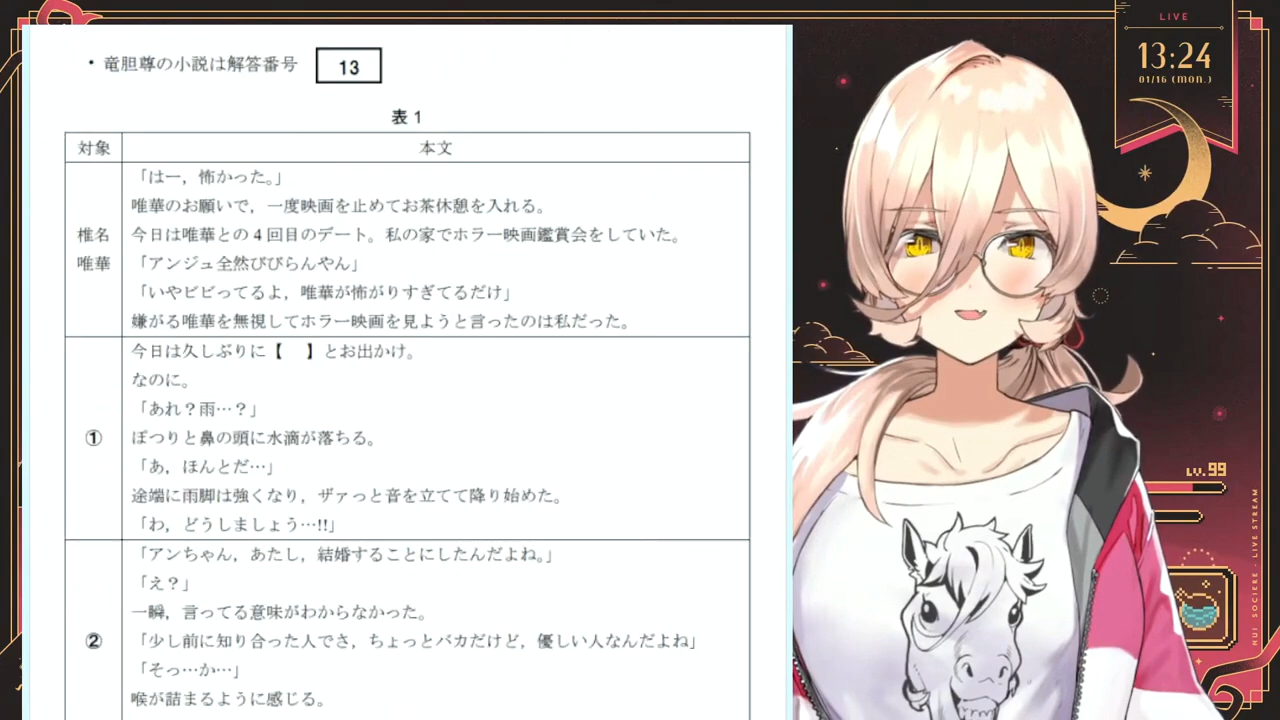 ・竜胆尊の小説は解答番号 13
表1
対象 本文
椎名
唯華
「はー，怖かった。」
唯華のお願いで，一度映画を止めてお茶休憩を入れる。
今日は唯華との4回目のデート。私の家でホラー映画鑑賞会をしていた。
「アンジュ全然びびらんやん」
「いやビビってるよ，唯華が怖がりすぎてるだけ」
嫌がる唯華を無視してホラー映画を見ようと言ったのは私だった。
①
今日は久しぶりに【　】とお出かけ。
なのに。
「あれ？雨…？」
ぽつりと鼻の頭に水滴が落ちる。
「あ，ほんとだ…」
途端に雨脚は強くなり，ザァっと音を立てて降り始めた。
「わ，どうしましょう…!!」
②
「アンちゃん，あたし，結婚することにしたんだよね。」
「え？」
一瞬，言ってる意味がわからなかった。
「少し前に知り合った人でさ，ちょっとバカだけど，優しい人なんだよね」
「そっ…か…」
喉が詰まるように感じる。
LIVE
13:24
01/16 (MON.)
LV.99
NUI SOCIERE - LIVE STREAM